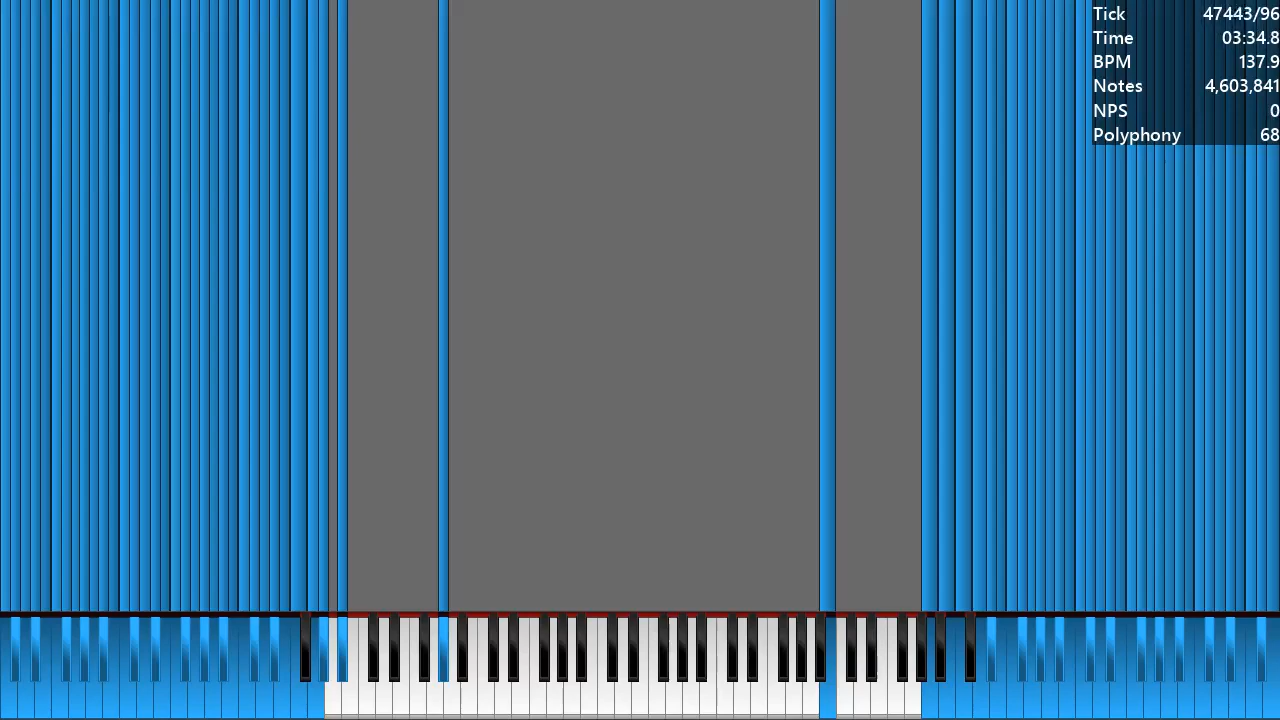 Tick 47443/96
Time 03:34.8
BPM 137.9
Notes 4,603,841
NPS 0
Polyphony 68